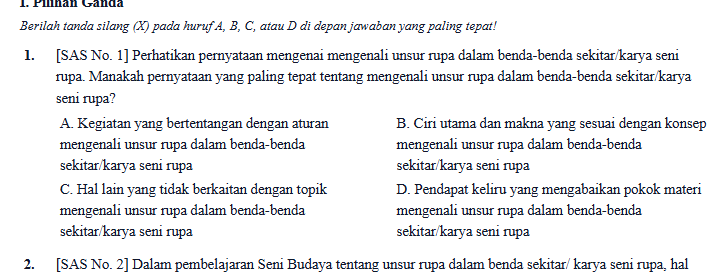 I. Pilihan Ganda
Berilah tanda silang (X) pada huruf A, B, C, atau D di depan jawaban yang paling tepat!
1. [SAS No. 1] Perhatikan pernyataan mengenai mengenali unsur rupa dalam benda-benda sekitar/karya seni
rupa. Manakah pernyataan yang paling tepat tentang mengenali unsur rupa dalam benda-benda sekitar/karya
seni rupa?
A. Kegiatan yang bertentangan dengan aturan
mengenali unsur rupa dalam benda-benda
sekitar/karya seni rupa
B. Ciri utama dan makna yang sesuai dengan konsep
mengenali unsur rupa dalam benda-benda
sekitar/karya seni rupa
C. Hal lain yang tidak berkaitan dengan topik
mengenali unsur rupa dalam benda-benda
sekitar/karya seni rupa
D. Pendapat keliru yang mengabaikan pokok materi
mengenali unsur rupa dalam benda-benda
sekitar/karya seni rupa
2. [SAS No. 2] Dalam pembelajaran Seni Budaya tentang unsur rupa dalam benda sekitar/ karya seni rupa, hal